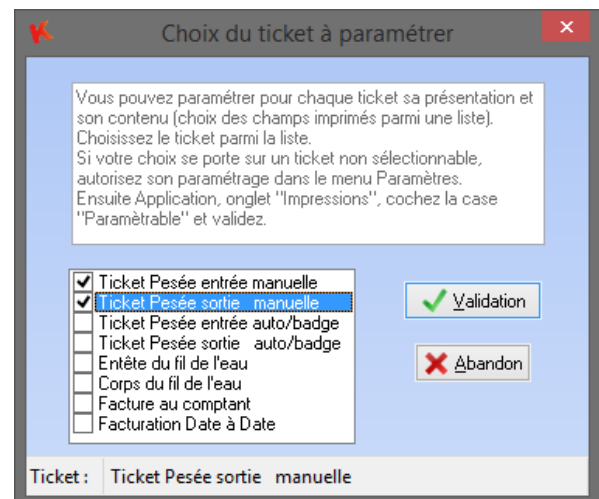 Choix du ticket à paramétrer
Vous pouvez paramétrer pour chaque ticket sa présentation et
son contenu (choix des champs imprimés parmi une liste).
Choisissez le ticket parmi la liste.
Si votre choix se porte sur un ticket non sélectionnable,
autorisez son paramétrage dans le menu Paramètres.
Ensuite Application, onglet "Impressions", cochez la case
"Paramètrable" et validez.
Ticket Pesée entrée manuelle
Ticket Pesée sortie manuelle
Ticket Pesée entrée auto/badge
Ticket Pesée sortie auto/badge
Entête du fil de l'eau
Corps du fil de l'eau
Facture au comptant
Facturation Date à Date
Validation
Abandon
Ticket : Ticket Pesée sortie manuelle